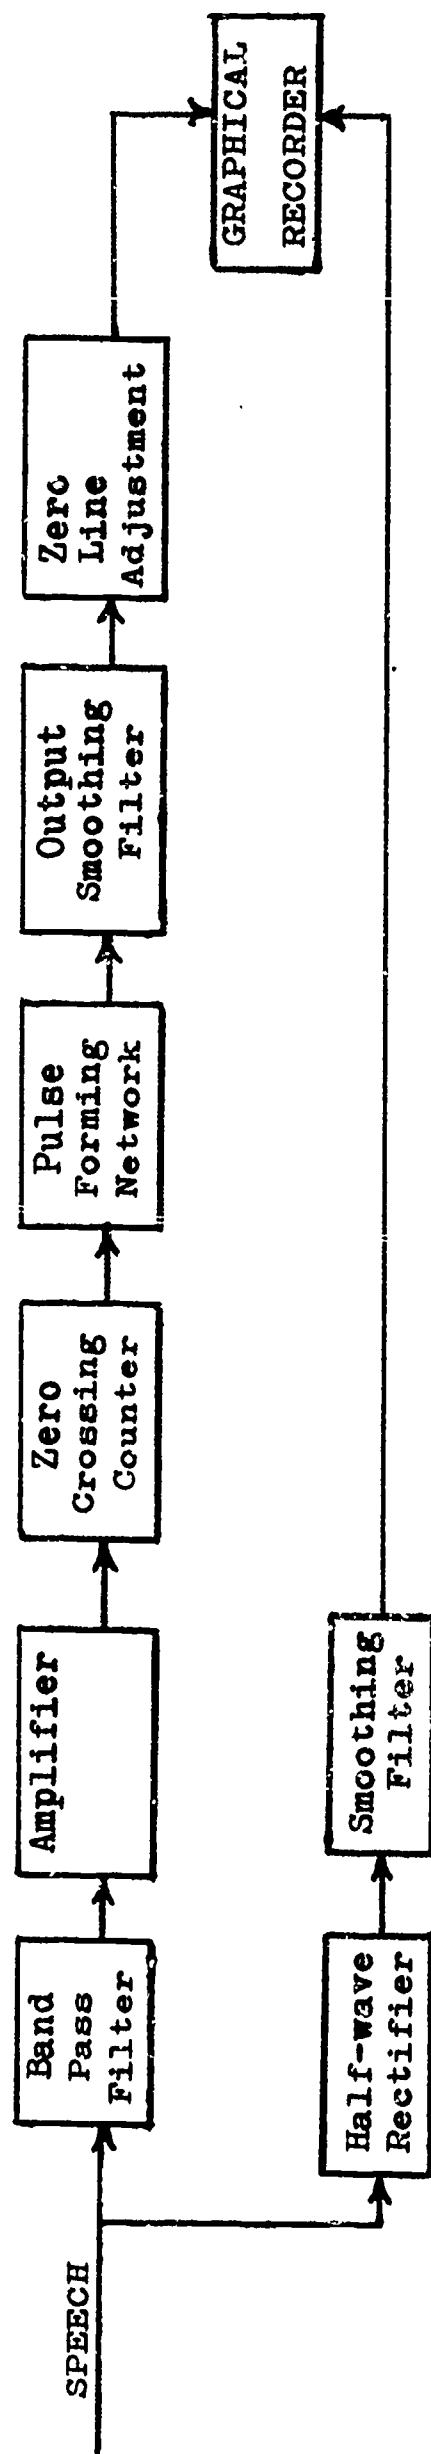 SPEECH
Band
Pass
Filter
Amplifier
Zero
Crossing
Counter
Pulse
Forming
Network
Output
Smoothing
Filter
Zero
Line
Adjustment
GRAPHICAL
RECORDER
Half-wave
Rectifier
Smoothing
Filter